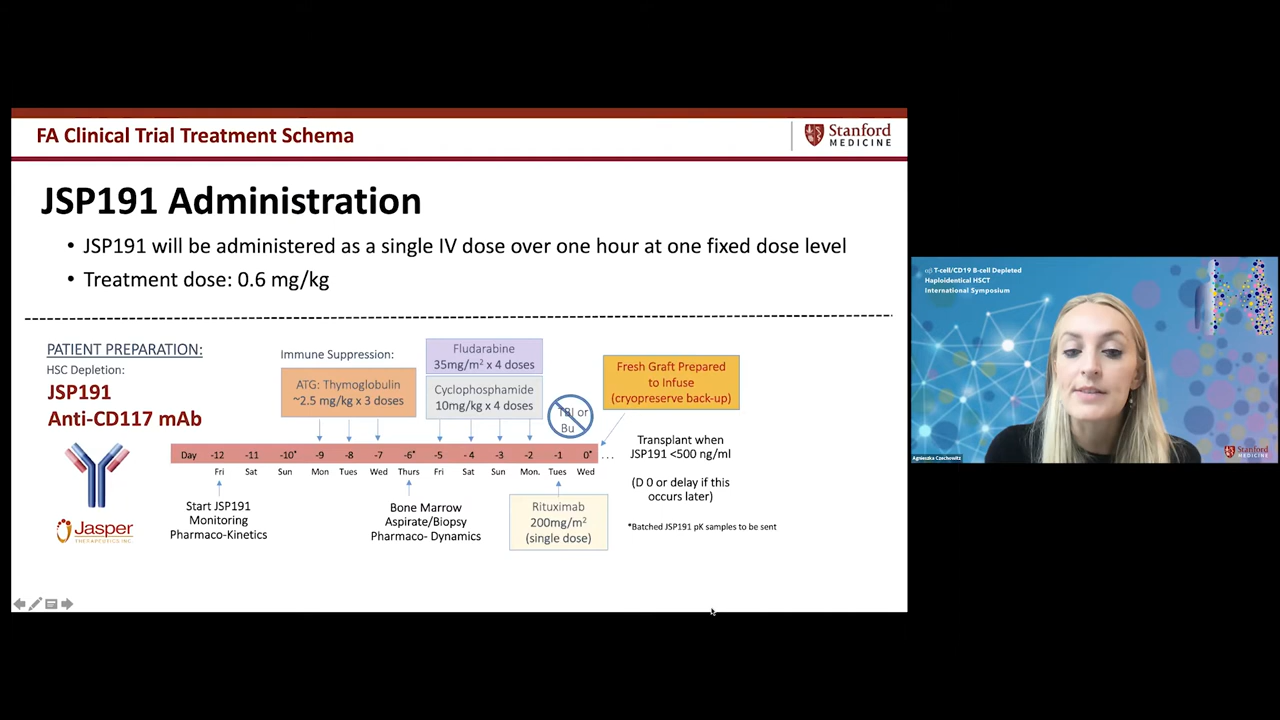 FA Clinical Trial Treatment Schema
Stanford
MEDICINE
JSP191 Administration
• JSP191 will be administered as a single IV dose over one hour at one fixed dose level
• Treatment dose: 0.6 mg/kg
PATIENT PREPARATION:
HSC Depletion:
JSP191
Anti-CD117 mAb
Jasper
THERAPEUTICS INC.
Immune Suppression:
ATG: Thymoglobulin
~2.5 mg/kg x 3 doses
Fludarabine
35mg/m² x 4 doses
Cyclophosphamide
10mg/kg x 4 doses
TBI or
Bu
Fresh Graft Prepared
to Infuse
(cryopreserve back-up)
Day -12 -11 -10* -9 -8 -7 -6* -5 -4 -3 -2 -1 0* ...
Fri Sat Sun Mon Tues Wed Thurs Fri Sat Sun Mon. Tues Wed
Start JSP191
Monitoring
Pharmaco-Kinetics
Bone Marrow
Aspirate/Biopsy
Pharmaco- Dynamics
Rituximab
200mg/m²
(single dose)
Transplant when
JSP191 <500 ng/ml
(D 0 or delay if this
occurs later)
*Batched JSP191 pK samples to be sent
αβ T-cell/CD19 B-cell Depleted
Haploidentical HSCT
International Symposium
Agnieszka Czechowicz
Stanford
MEDICINE